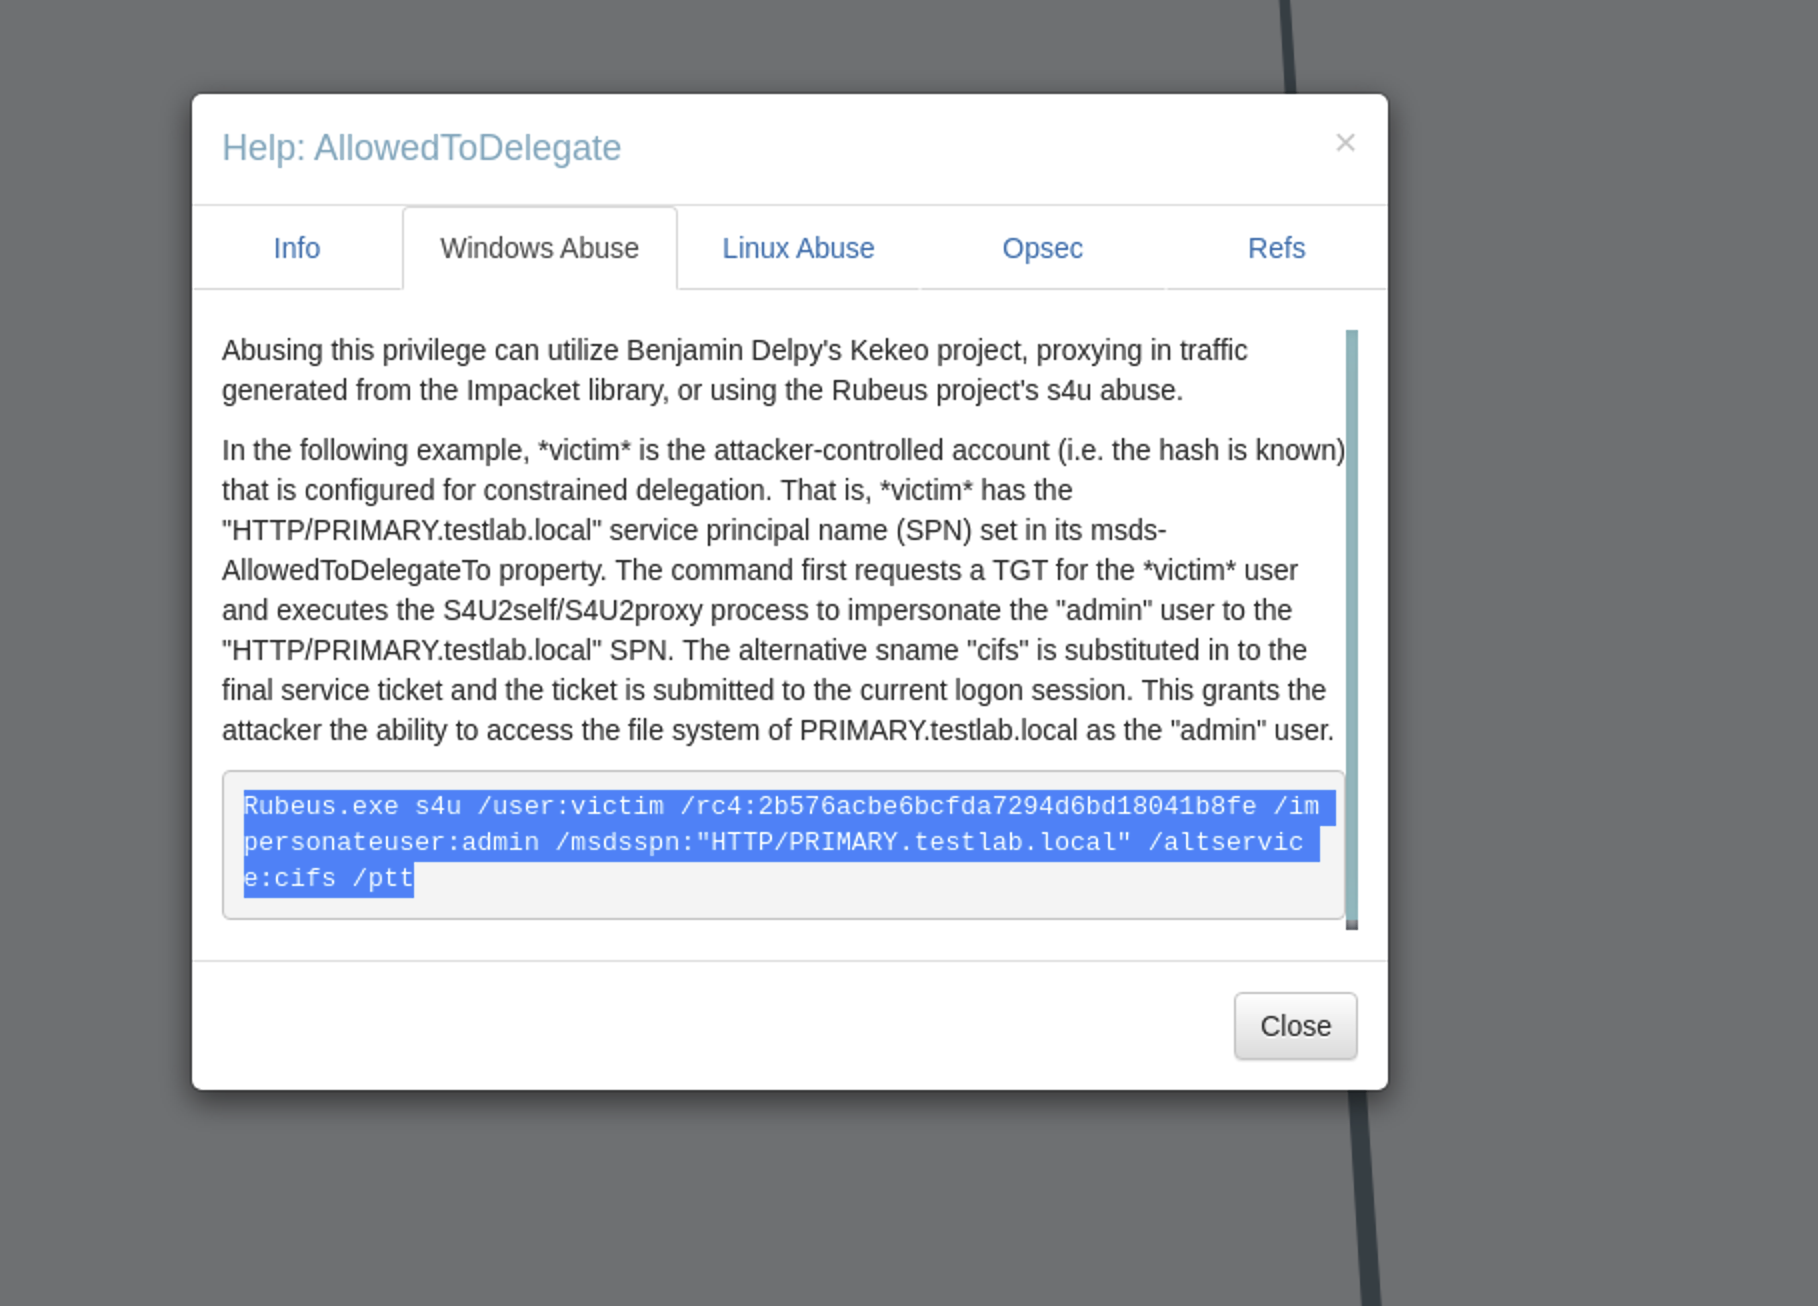 Help: AllowedToDelegate
×
Info
Windows Abuse
Linux Abuse
Opsec
Refs
Abusing this privilege can utilize Benjamin Delpy's Kekeo project, proxying in traffic
generated from the Impacket library, or using the Rubeus project's s4u abuse.
In the following example, *victim* is the attacker-controlled account (i.e. the hash is known)
that is configured for constrained delegation. That is, *victim* has the
"HTTP/PRIMARY.testlab.local" service principal name (SPN) set in its msds-
AllowedToDelegateTo property. The command first requests a TGT for the *victim* user
and executes the S4U2self/S4U2proxy process to impersonate the "admin" user to the
"HTTP/PRIMARY.testlab.local" SPN. The alternative sname "cifs" is substituted in to the
final service ticket and the ticket is submitted to the current logon session. This grants the
attacker the ability to access the file system of PRIMARY.testlab.local as the "admin" user.
Rubeus.exe s4u /user:victim /rc4:2b576acbe6bcfda7294d6bd18041b8fe /im
personateuser:admin /msdsspn:"HTTP/PRIMARY.testlab.local" /altservic
e:cifs /ptt
Close